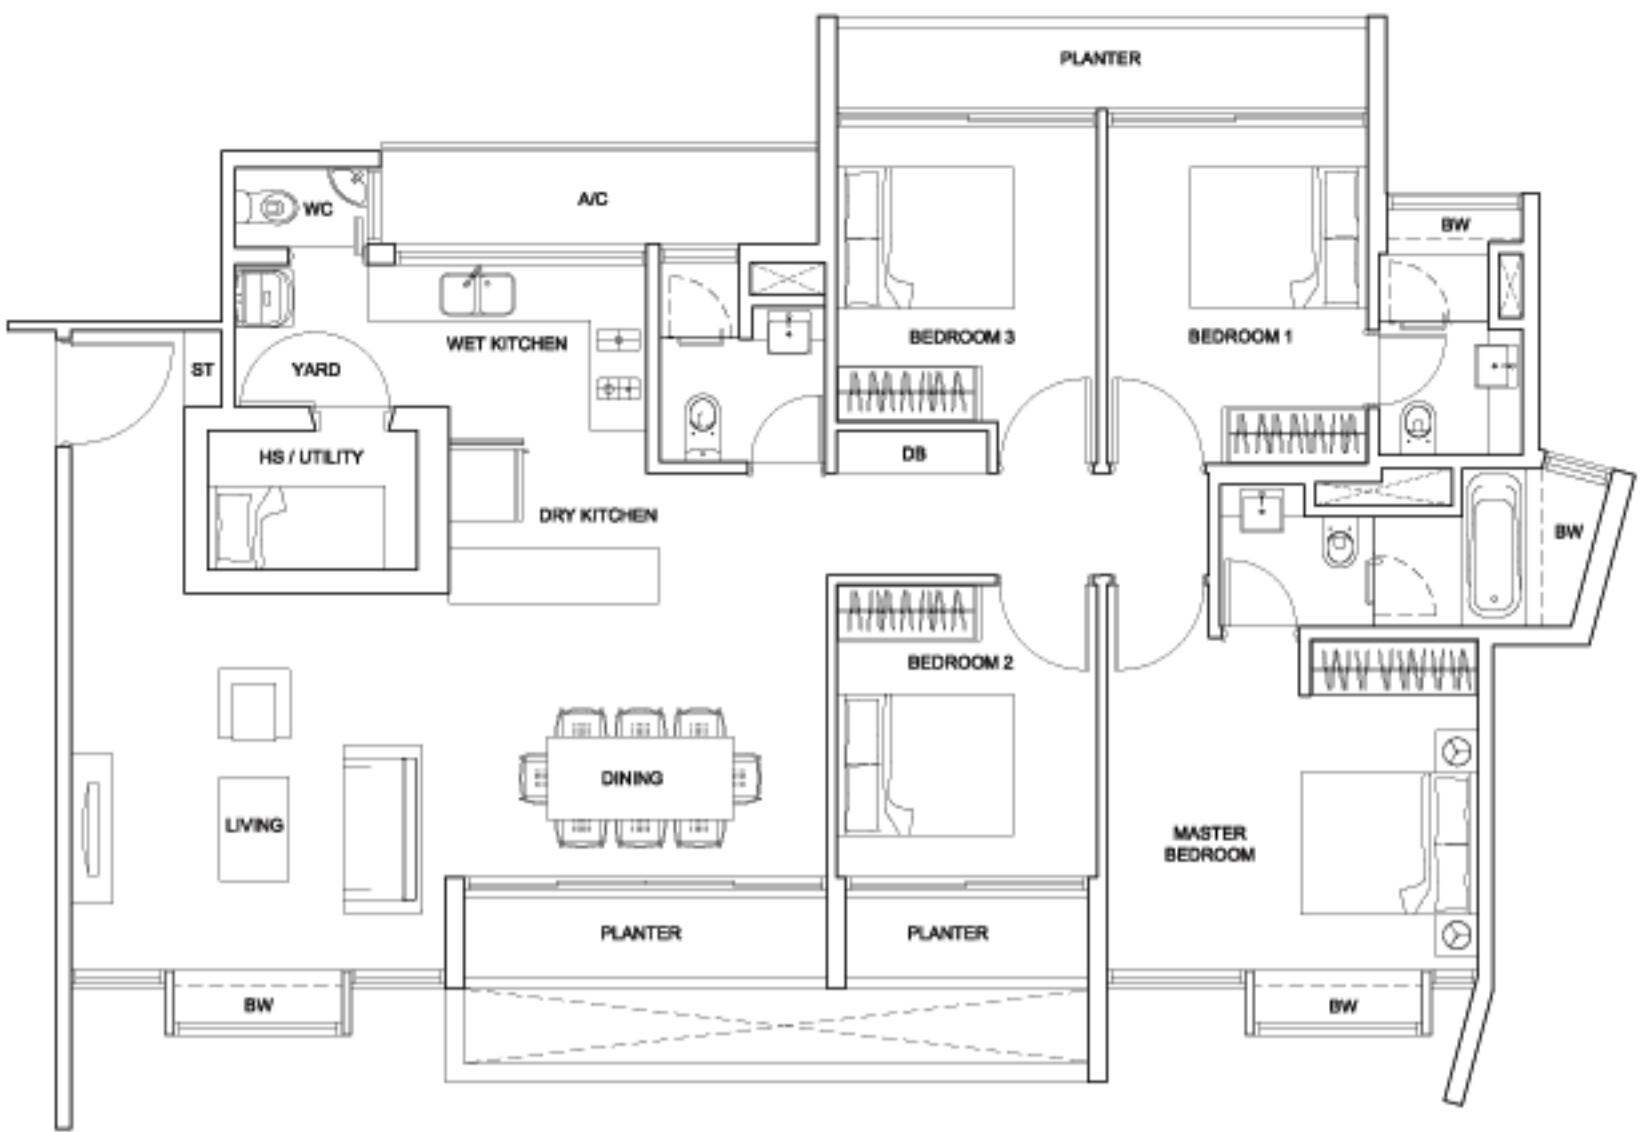 PLANTER
A/C
WC
BW
WET KITCHEN
BEDROOM 3
BEDROOM 1
ST
YARD
HS / UTILITY
DB
DRY KITCHEN
BW
BEDROOM 2
DINING
LIVING
MASTER
BEDROOM
PLANTER
PLANTER
BW
BW